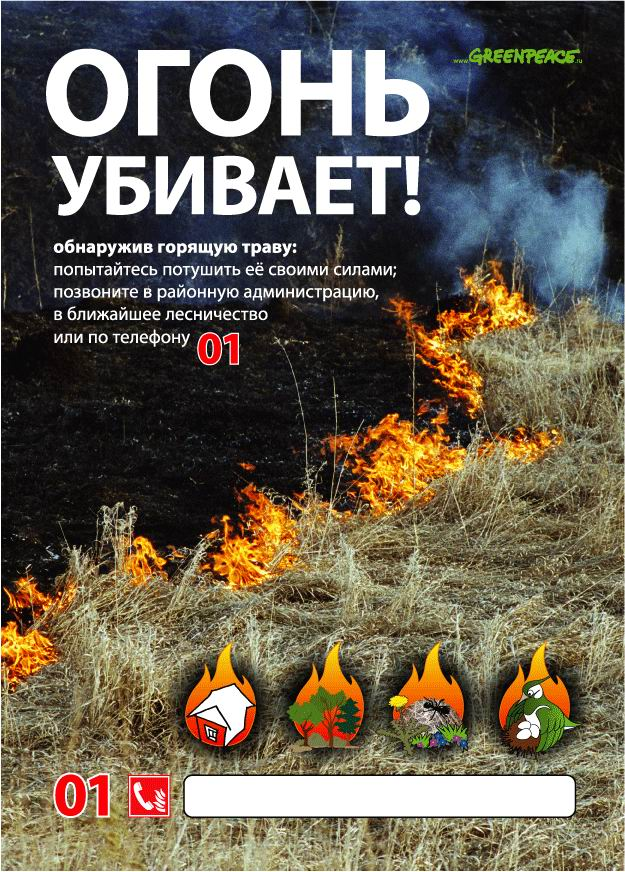 ОГОНЬ
www.GREENPEACE.ru
УБИВАЕТ!
обнаружив горящую траву:
попытайтесь потушить её своими силами;
позвоните в районную администрацию,
в ближайшее лесничество
или по телефону 01
01